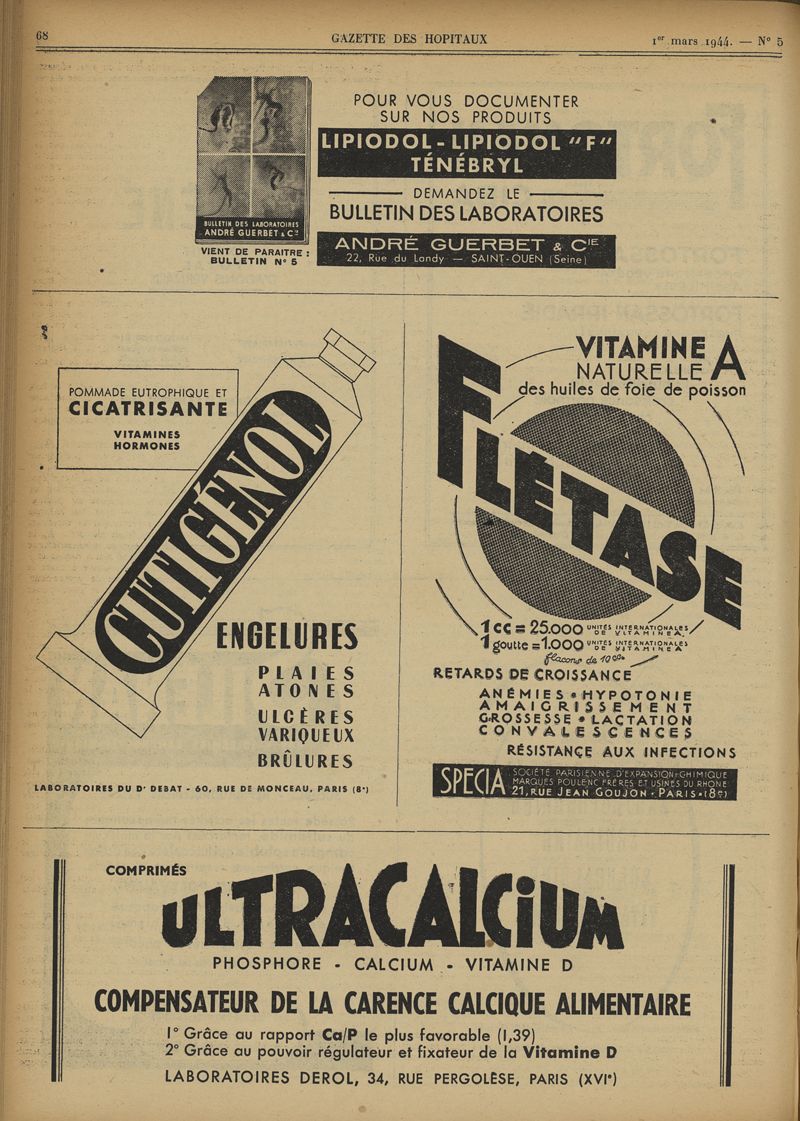 68
GAZETTE DES HOPITAUX
1er mars 1944. — N° 5
BULLETIN DES LABORATOIRES
ANDRÉ GUERBET & Cie
VIENT DE PARAITRE :
BULLETIN N° 5
POUR VOUS DOCUMENTER
SUR NOS PRODUITS
LIPIODOL - LIPIODOL "F"
TÉNÉBRYL
DEMANDEZ LE
BULLETIN DES LABORATOIRES
ANDRÉ GUERBET & CIE
22, Rue du Landy — SAINT-OUEN (Seine)
POMMADE EUTROPHIQUE ET
CICATRISANTE
VITAMINES
HORMONES
CUTIGÉNOL
ENGELURES
PLAIES
ATONES
ULCÈRES
VARIQUEUX
BRÛLURES
LABORATOIRES DU Dr DEBAT - 60, RUE DE MONCEAU, PARIS (8e)
VITAMINE A
NATURELLE
des huiles de foie de poisson
FLÉTASE
1cc = 25.000 UNITÉS INTERNATIONALES DE VITAMINE A.
1 goutte = 1.000 UNITÉS INTERNATIONALES DE VITAMINE A
flacons de 10cc
RETARDS DE CROISSANCE
ANÉMIES • HYPOTONIE
AMAIGRISSEMENT
GROSSESSE • LACTATION
CONVALESCENCES
RÉSISTANCE AUX INFECTIONS
SPECIA
SOCIÉTÉ PARISIENNE D'EXPANSION CHIMIQUE
MARQUES POULENC FRÈRES ET USINES DU RHÔNE
21, RUE JEAN GOUJON • PARIS (8e)
COMPRIMÉS
ULTRACALCIUM
PHOSPHORE - CALCIUM - VITAMINE D
COMPENSATEUR DE LA CARENCE CALCIQUE ALIMENTAIRE
1° Grâce au rapport Ca/P le plus favorable (1,39)
2° Grâce au pouvoir régulateur et fixateur de la Vitamine D
LABORATOIRES DEROL, 34, RUE PERGOLÈSE, PARIS (XVIe)